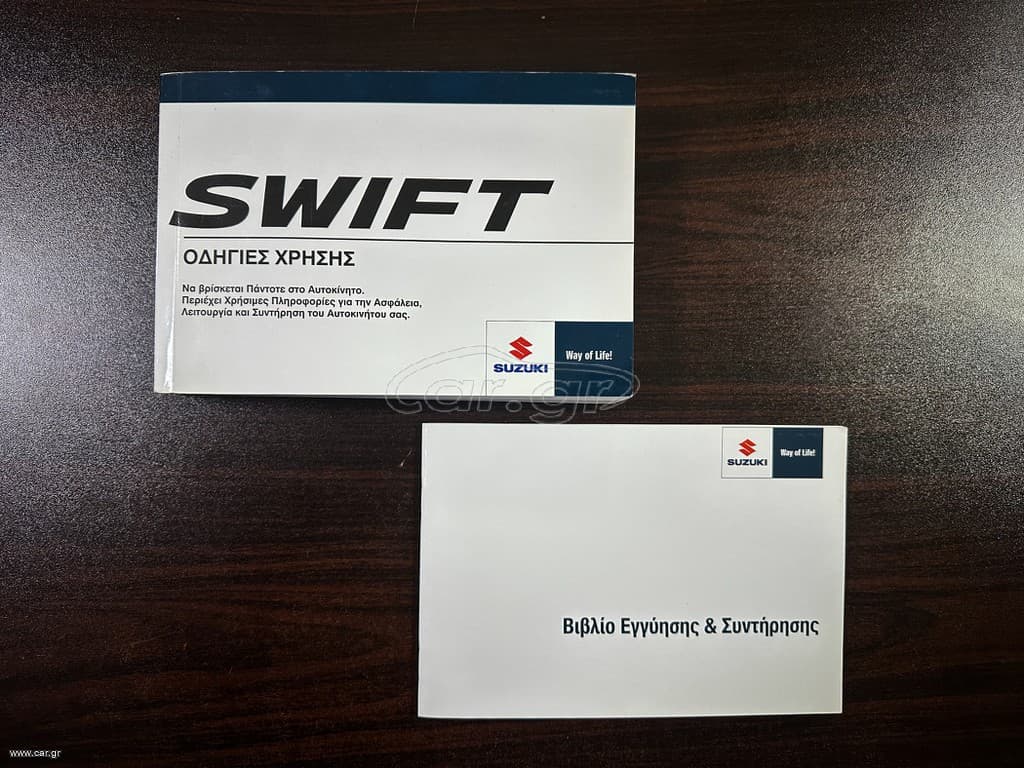 SWIFT
ΟΔΗΓΙΕΣ ΧΡΗΣΗΣ
Να βρίσκεται Πάντοτε στο Αυτοκίνητο.
Περιέχει Χρήσιμες Πληροφορίες για την Ασφάλεια,
Λειτουργία και Συντήρηση του Αυτοκινήτου σας.
SUZUKI
Way of Life!
car.gr
SUZUKI
Way of Life!
Βιβλίο Εγγύησης & Συντήρησης
www.car.gr